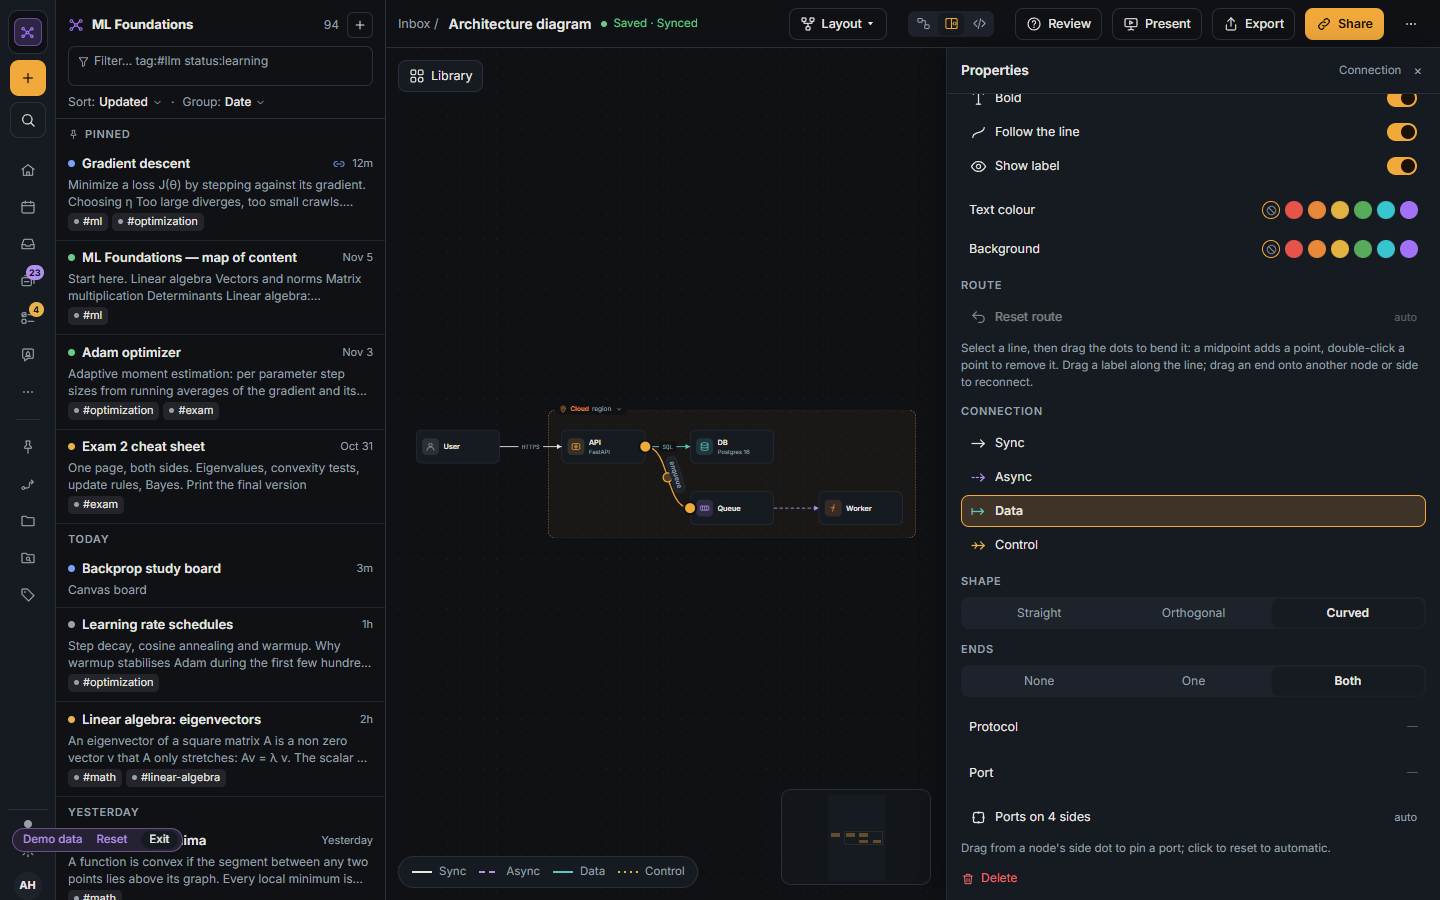 ML Foundations 94
Filter... tag:#llm status:learning
Sort: Updated · Group: Date
PINNED
Gradient descent 12m
Minimize a loss J(θ) by stepping against its gradient.
Choosing η Too large diverges, too small crawls....
#ml #optimization
ML Foundations — map of content Nov 5
Start here. Linear algebra Vectors and norms Matrix
multiplication Determinants Linear algebra:...
#ml
Adam optimizer Nov 3
Adaptive moment estimation: per parameter step
sizes from running averages of the gradient and its...
#optimization #exam
Exam 2 cheat sheet Oct 31
One page, both sides. Eigenvalues, convexity tests,
update rules, Bayes. Print the final version
#exam
TODAY
Backprop study board 3m
Canvas board
Learning rate schedules 1h
Step decay, cosine annealing and warmup. Why
warmup stabilises Adam during the first few hundre...
#optimization
Linear algebra: eigenvectors 2h
An eigenvector of a square matrix A is a non zero
vector v that A only stretches: Av = λ v. The scalar ...
#math #linear-algebra
YESTERDAY
ima Yesterday
A function is convex if the segment between any two
points lies above its graph. Every local minimum is...
#math
23
4
Demo data Reset Exit
AH
Inbox / Architecture diagram Saved · Synced
Layout
Review
Present
Export
Share
Library
Cloud region
User
HTTPS
API
FastAPI
SQL
DB
Postgres 16
enqueue
Queue
Worker
Sync Async Data Control
Properties Connection
Bold
Follow the line
Show label
Text colour
Background
ROUTE
Reset route auto
Select a line, then drag the dots to bend it: a midpoint adds a point, double-click a
point to remove it. Drag a label along the line; drag an end onto another node or side
to reconnect.
CONNECTION
Sync
Async
Data
Control
SHAPE
Straight Orthogonal Curved
ENDS
None One Both
Protocol —
Port —
Ports on 4 sides auto
Drag from a node's side dot to pin a port; click to reset to automatic.
Delete